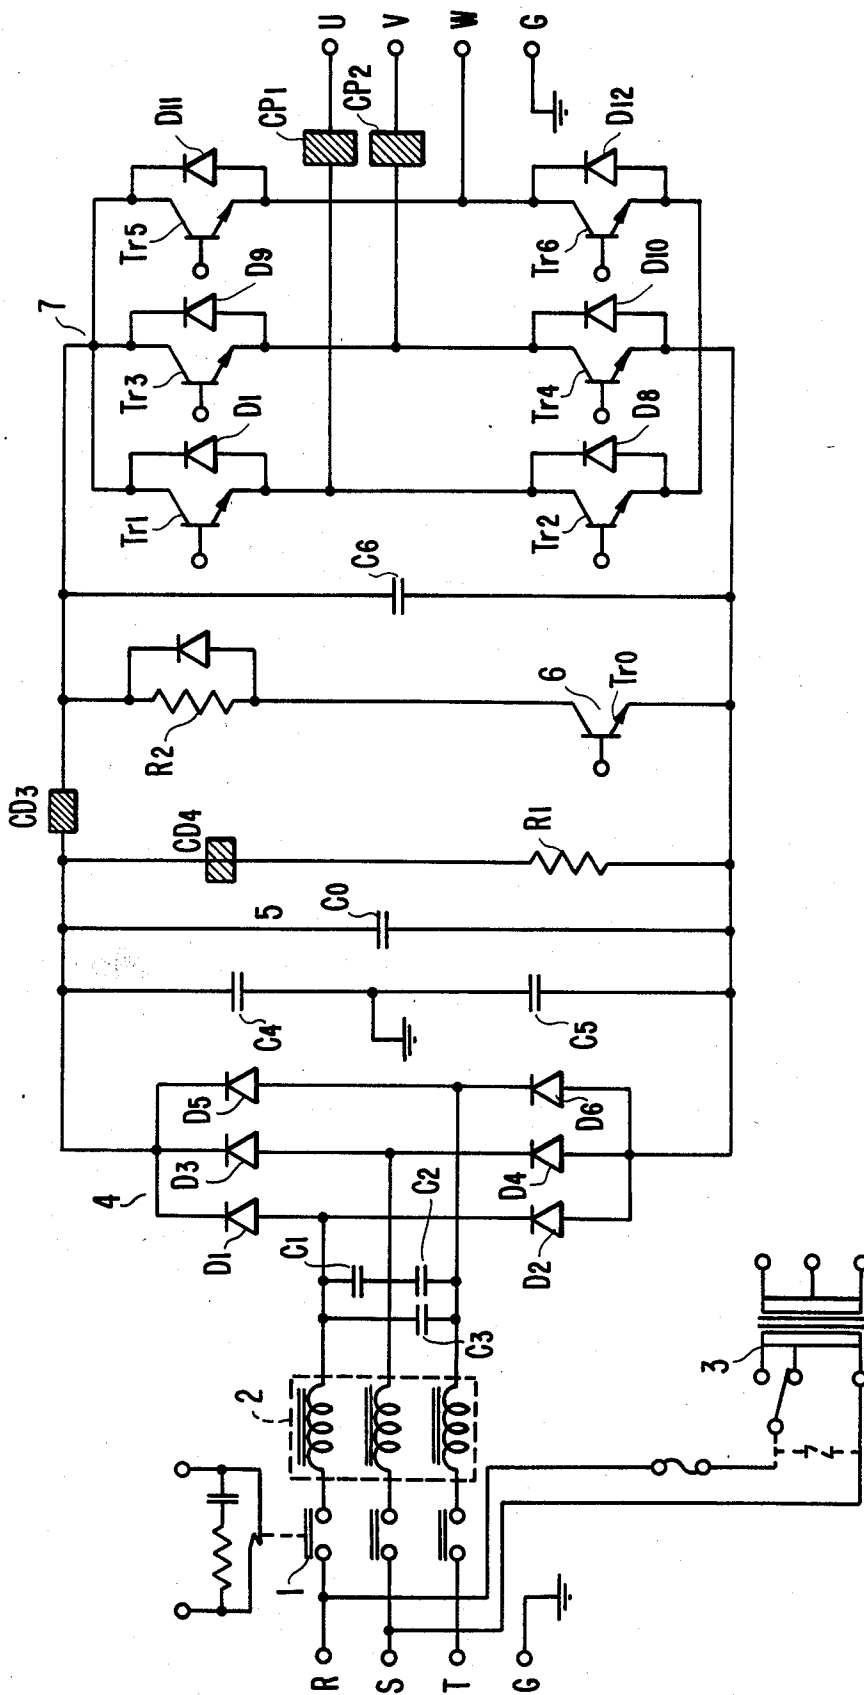 R
S
T
G
1
2
3
C1
C2
C3
4
D1
D3
D5
D2
D4
D6
C4
C5
5
C0
CD4
R1
CD3
R2
6
Tr0
C6
7
Tr1
D1
Tr3
D9
Tr5
D11
Tr2
D8
Tr4
D10
Tr6
D12
CP1
CP2
U
V
W
G